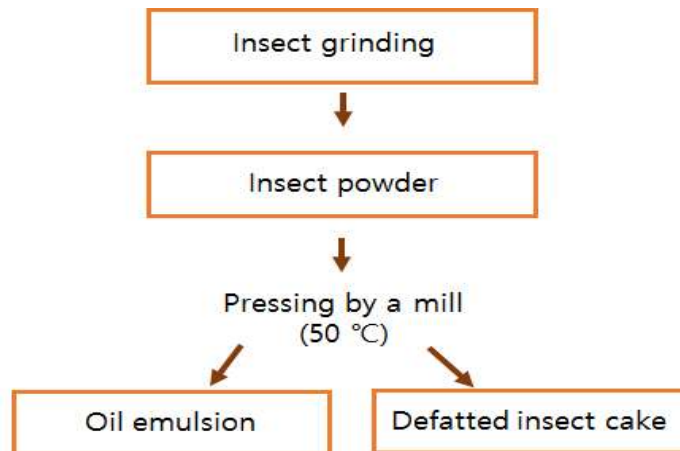 Insect grinding
Insect powder
Pressing by a mill
(50 ℃)
Oil emulsion
Defatted insect cake